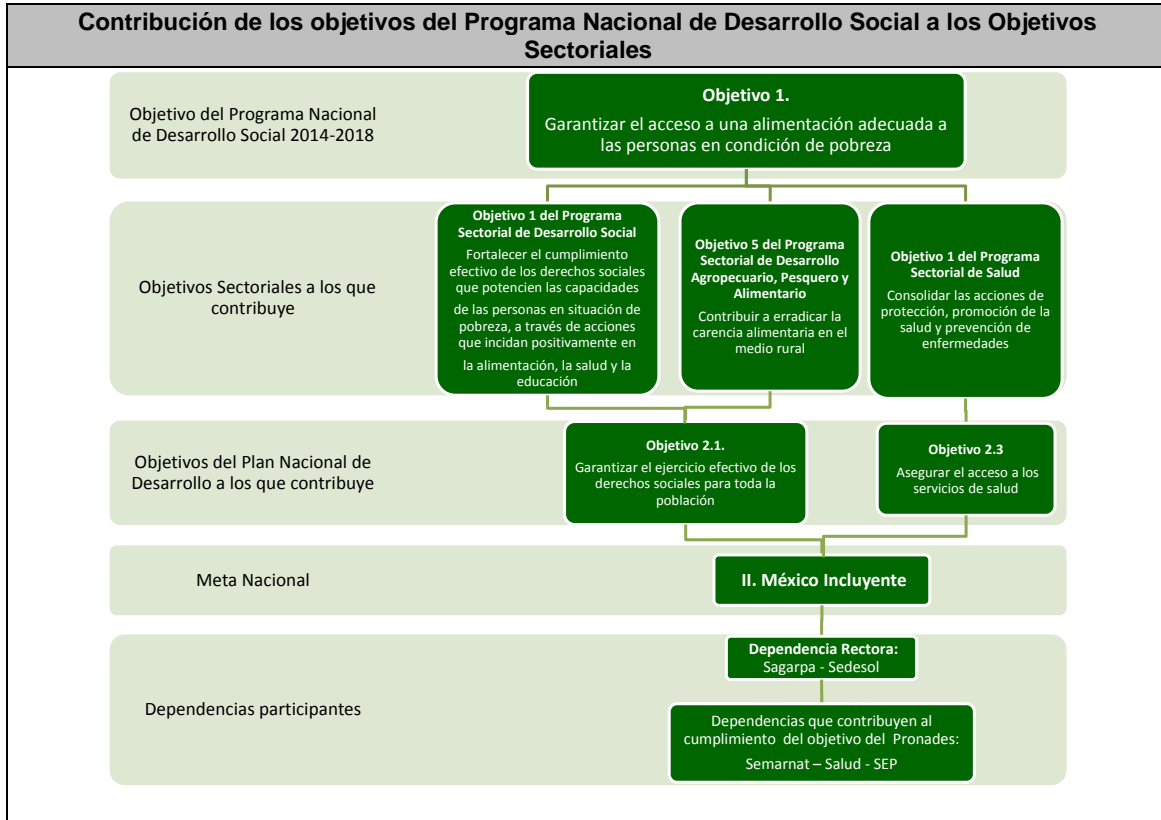 Contribución de los objetivos del Programa Nacional de Desarrollo Social a los Objetivos
Sectoriales
Objetivo del Programa Nacional
de Desarrollo Social 2014-2018
Objetivo 1.
Garantizar el acceso a una alimentación adecuada a
las personas en condición de pobreza
Objetivos Sectoriales a los que
contribuye
Objetivo 1 del Programa
Sectorial de Desarrollo Social
Fortalecer el cumplimiento
efectivo de los derechos sociales
que potencien las capacidades
de las personas en situación de
pobreza, a través de acciones
que incidan positivamente en
la alimentación, la salud y la
educación
Objetivo 5 del Programa
Sectorial de Desarrollo
Agropecuario, Pesquero y
Alimentario
Contribuir a erradicar la
carencia alimentaria en el
medio rural
Objetivo 1 del Programa
Sectorial de Salud
Consolidar las acciones de
protección, promoción de la
salud y prevención de
enfermedades
Objetivos del Plan Nacional de
Desarrollo a los que contribuye
Objetivo 2.1.
Garantizar el ejercicio efectivo de los
derechos sociales para toda la
población
Objetivo 2.3
Asegurar el acceso a los
servicios de salud
Meta Nacional
II. México Incluyente
Dependencias participantes
Dependencia Rectora:
Sagarpa - Sedesol
Dependencias que contribuyen al
cumplimiento del objetivo del Pronades:
Semarnat – Salud - SEP